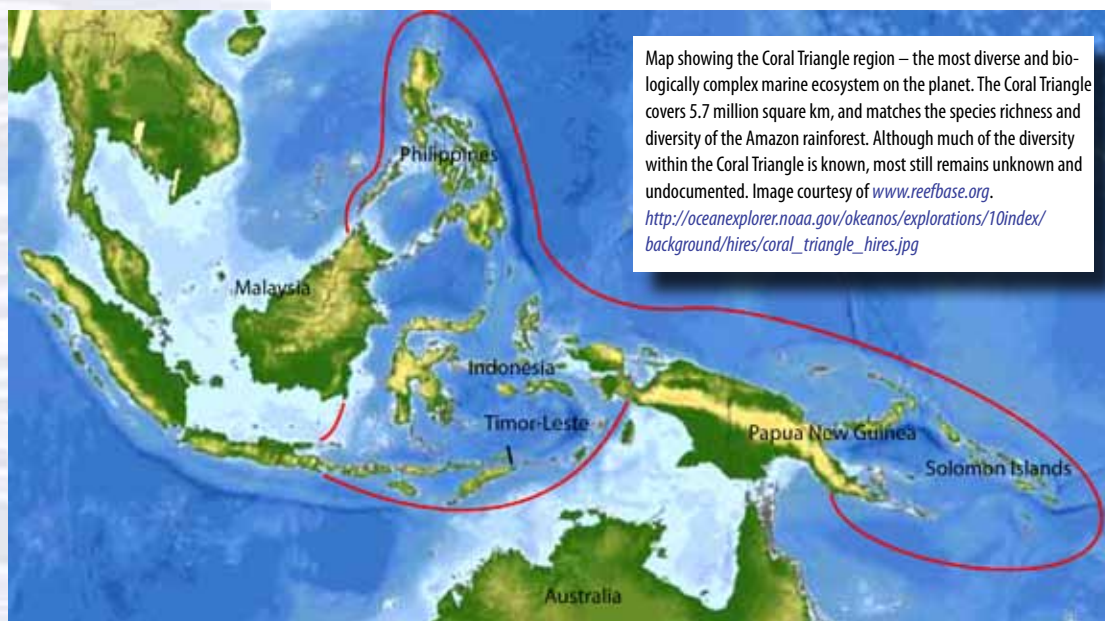 Map showing the Coral Triangle region – the most diverse and bio-
logically complex marine ecosystem on the planet. The Coral Triangle
covers 5.7 million square km, and matches the species richness and
diversity of the Amazon rainforest. Although much of the diversity
within the Coral Triangle is known, most still remains unknown and
undocumented. Image courtesy of www.reefbase.org.
http://oceanexplorer.noaa.gov/okeanos/explorations/10index/
background/hires/coral_triangle_hires.jpg
Philippines
Malaysia
Indonesia
Timor-Leste
Papua New Guinea
Solomon Islands
Australia